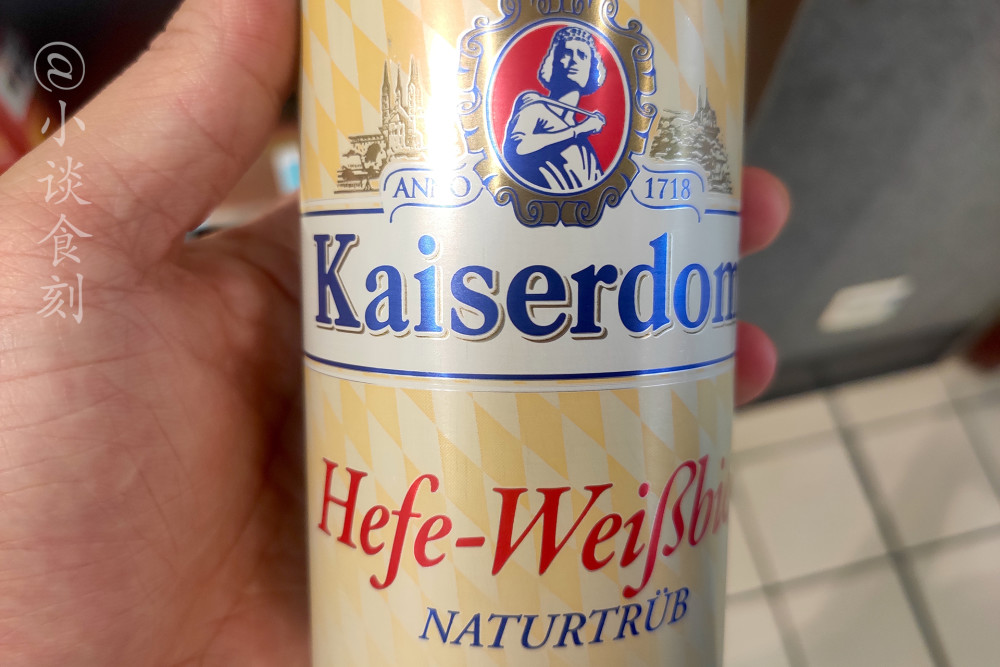 @小谈食刻
ANNO 1718
Kaiserdom
Hefe-Weißbi
NATURTRÜB